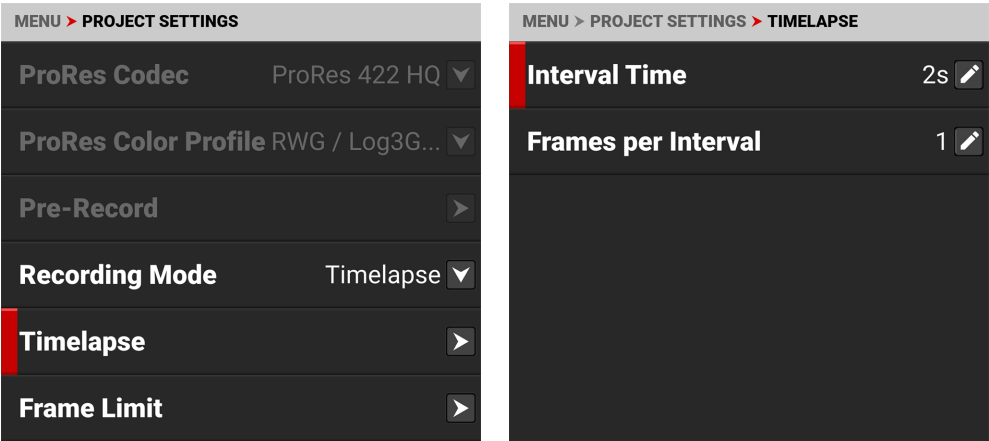 MENU > PROJECT SETTINGS
ProRes Codec ProRes 422 HQ
ProRes Color Profile RWG / Log3G...
Pre-Record
Recording Mode Timelapse
Timelapse
Frame Limit
MENU > PROJECT SETTINGS > TIMELAPSE
Interval Time 2s
Frames per Interval 1